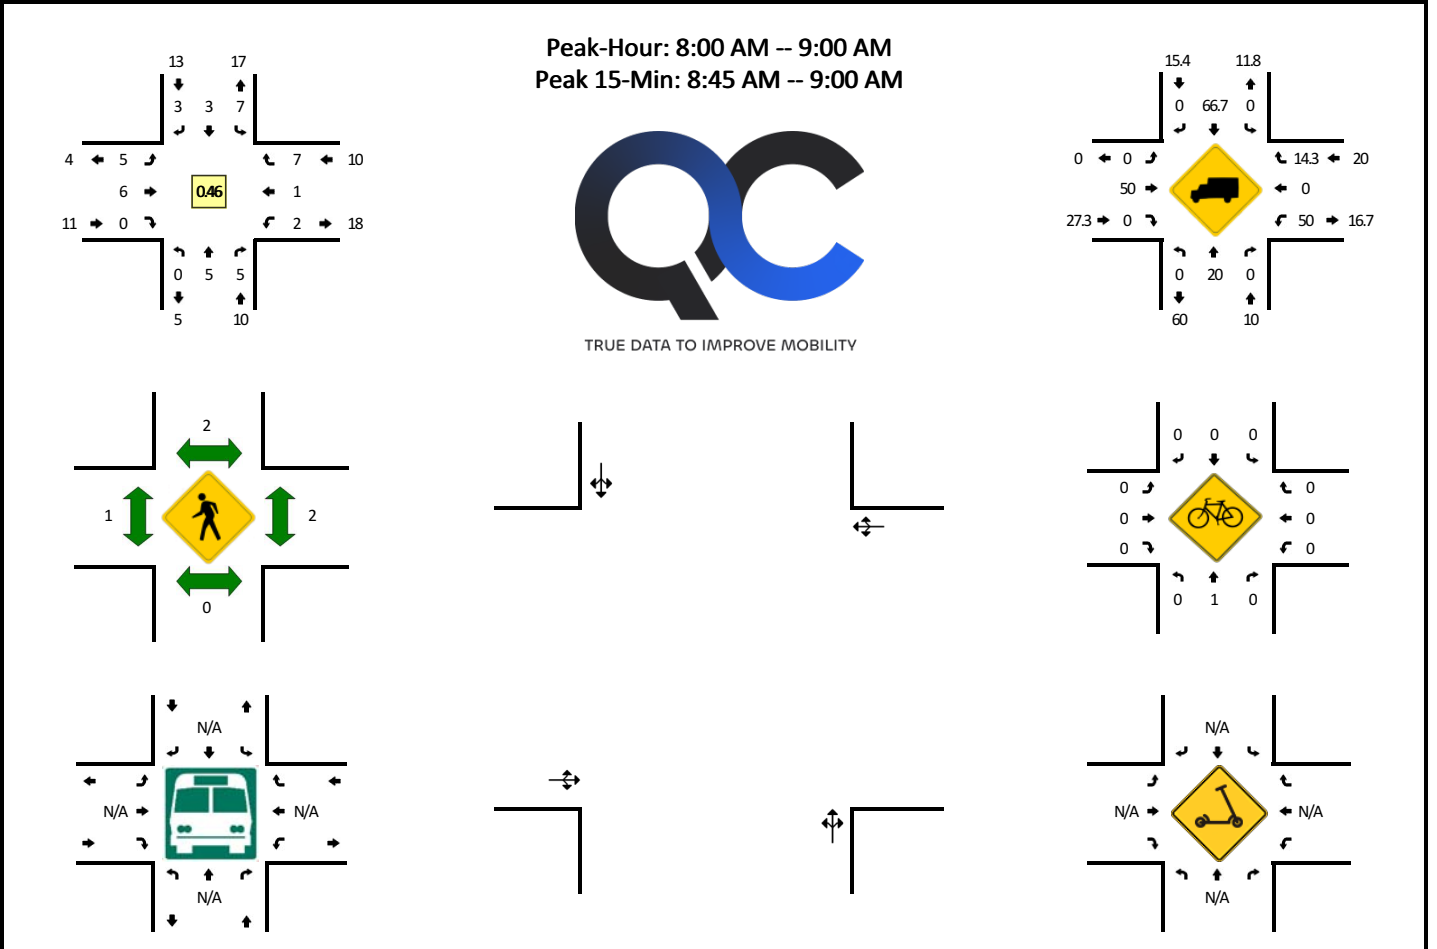 Peak-Hour: 8:00 AM -- 9:00 AM
Peak 15-Min: 8:45 AM -- 9:00 AM
13 17
3 3 7
4 5 7 10
6 0.46 1
11 0 2 18
0 5 5
5 10
TRUE DATA TO IMPROVE MOBILITY
15.4 11.8
0 66.7 0
0 0 14.3 20
50 0
27.3 0 50 16.7
0 20 0
60 10
2
1 2
0
0 0 0
0 0
0 0
0 0
0 1 0
N/A
N/A N/A
N/A
N/A
N/A N/A
N/A